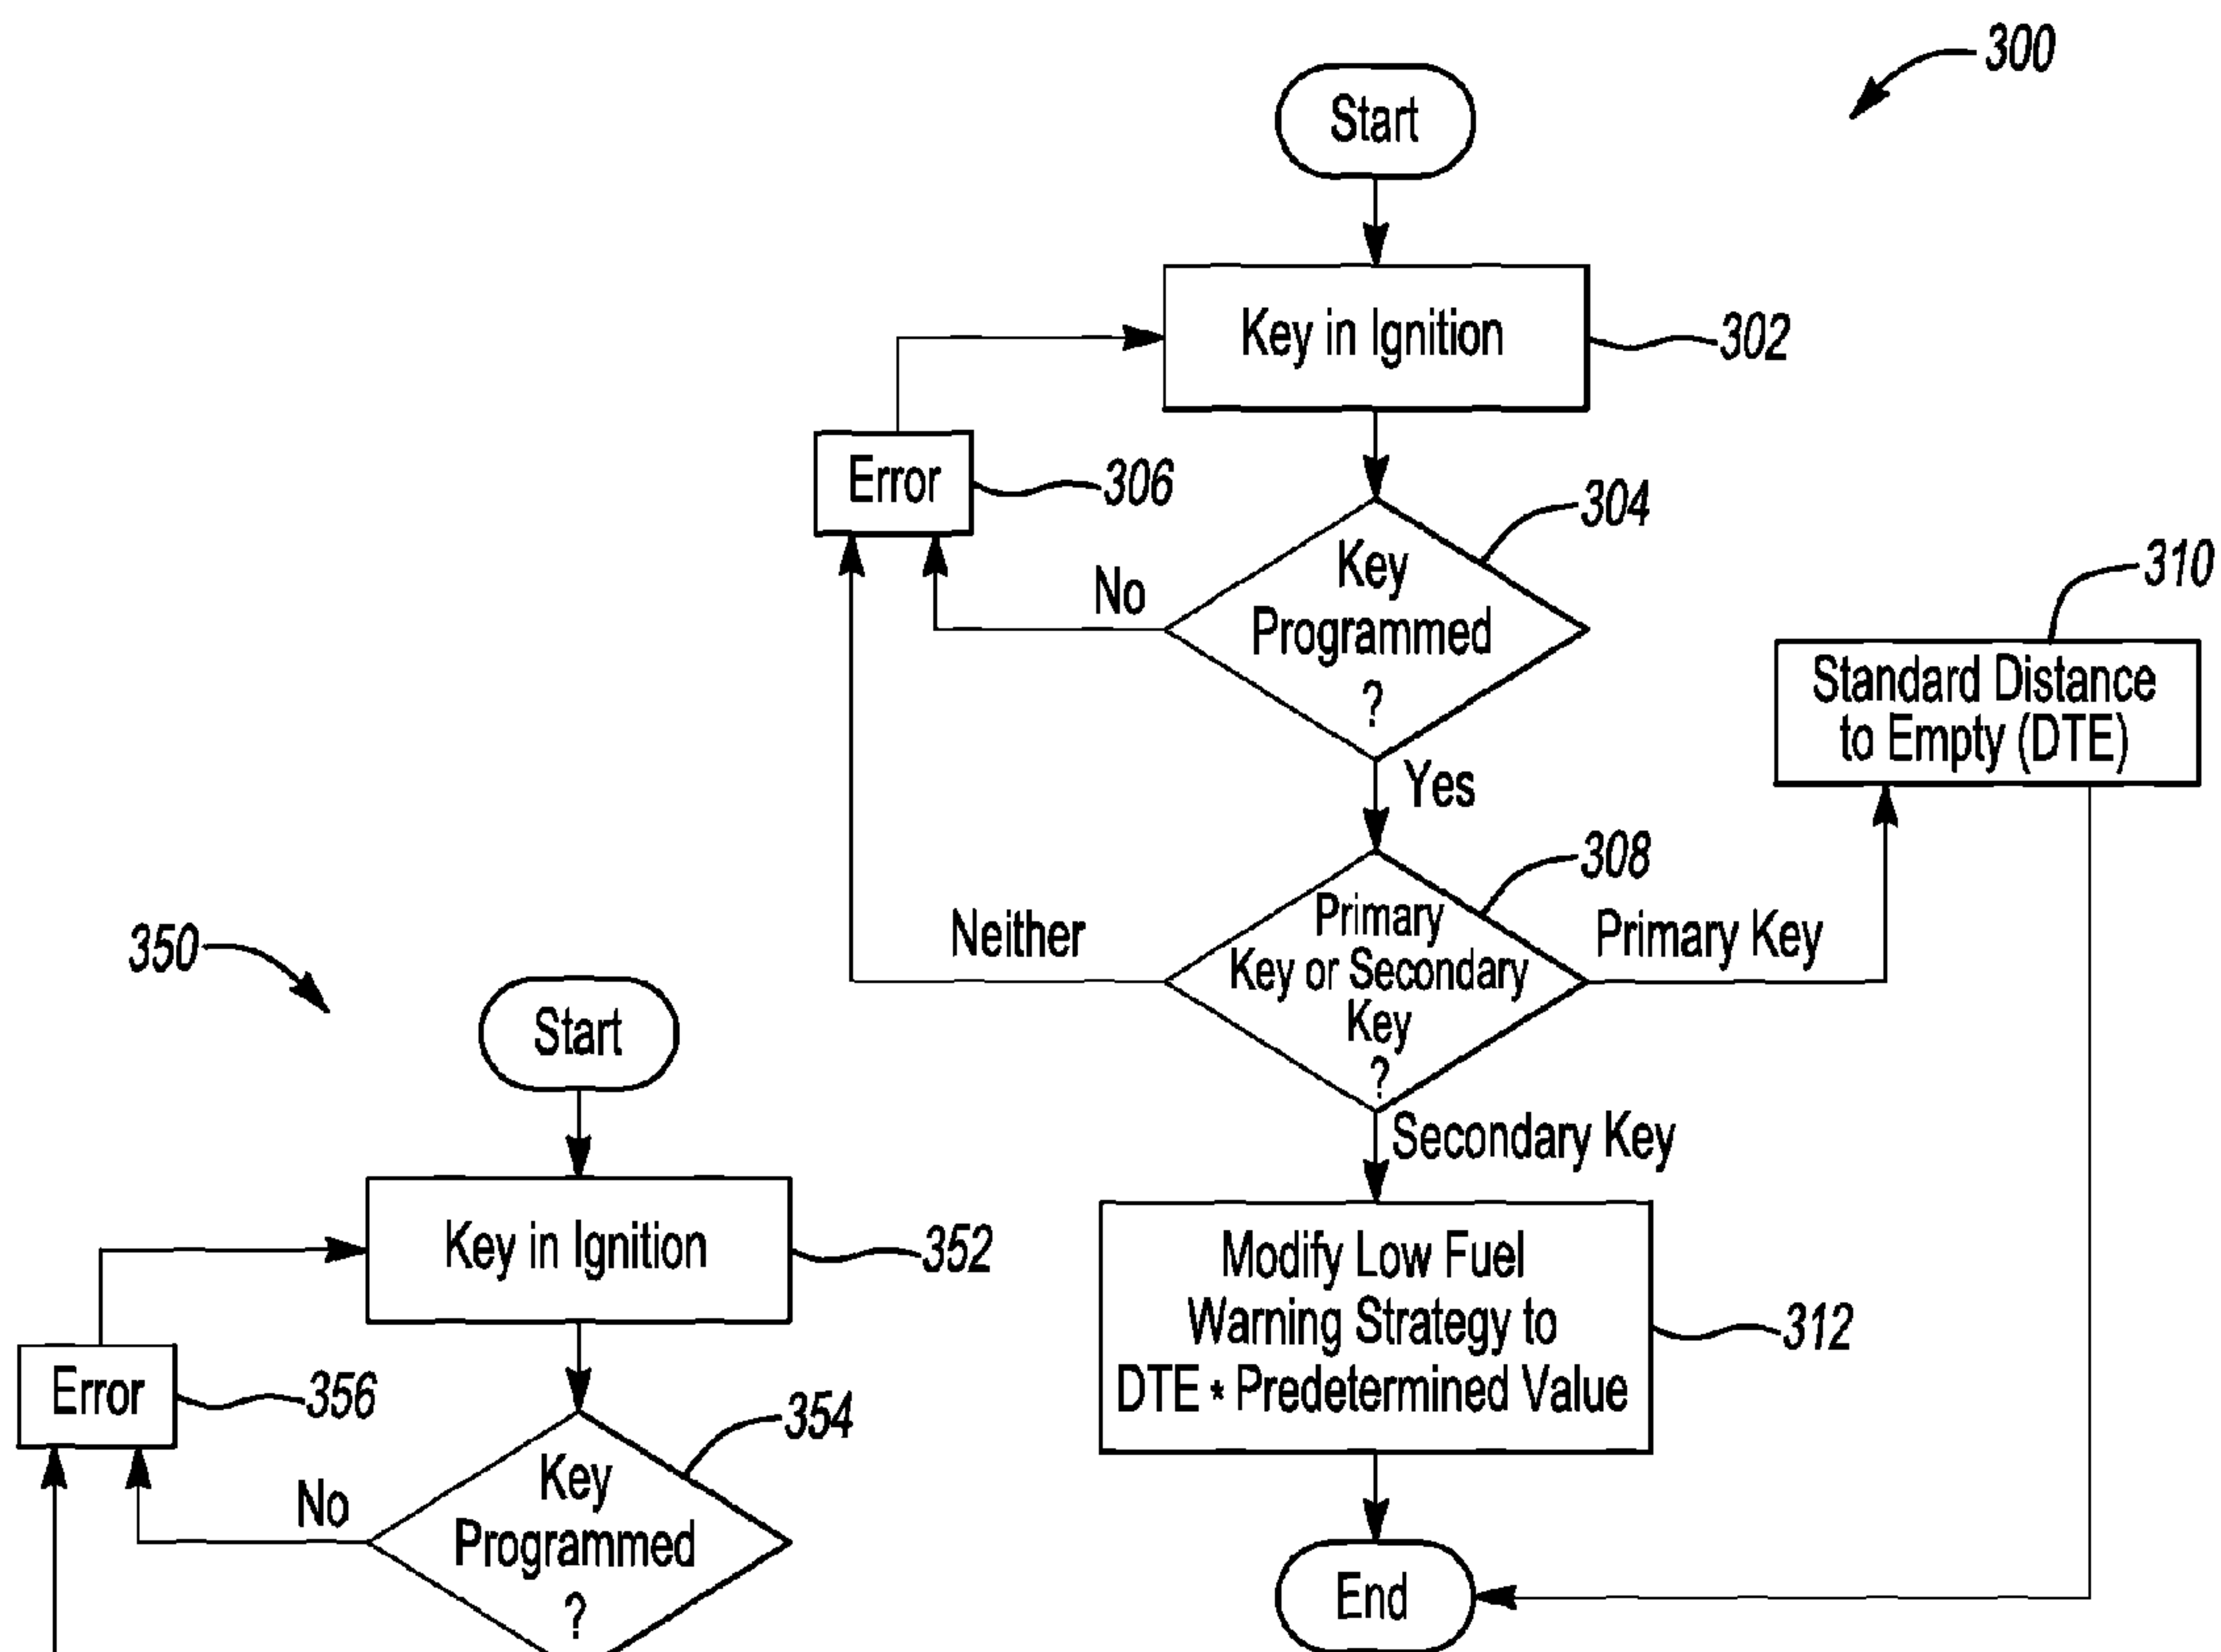 300
Start
Key in Ignition
302
Error
306
304
Key
Programmed
?
No
Yes
310
Standard Distance
to Empty (DTE)
308
Primary
Key or Secondary
Key
?
Neither
Primary Key
Secondary Key
Modify Low Fuel
Warning Strategy to
DTE * Predetermined Value
312
End
350
Start
Key in Ignition
352
Error
356
354
Key
Programmed
?
No